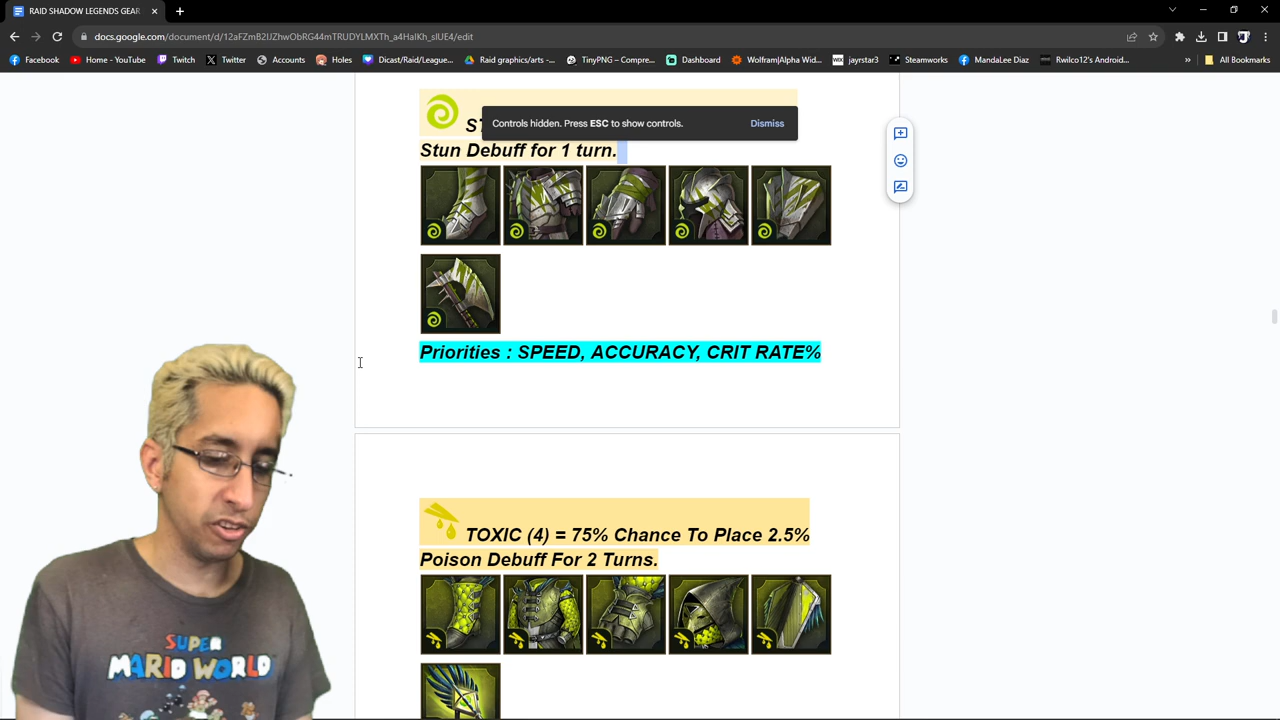 RAID SHADOW LEGENDS GEAR
docs.google.com/document/d/12aFZmB2IJZhwObRG44mTRUDYLMXTh_a4HaIKh_sIUE4/edit
Facebook
Home - YouTube
Twitch
Twitter
Accounts
Holes
Dicast/Raid/League...
Raid graphics/arts -...
TinyPNG – Compre...
Dashboard
Wolfram|Alpha Wid...
jayrstar3
Steamworks
MandaLee Diaz
Rwilco12's Android...
»
All Bookmarks
Controls hidden. Press ESC to show controls.
Dismiss
Stun Debuff for 1 turn.
Priorities : SPEED, ACCURACY, CRIT RATE%
TOXIC (4) = 75% Chance To Place 2.5%
Poison Debuff For 2 Turns.
SUPER
MARIO WORLD